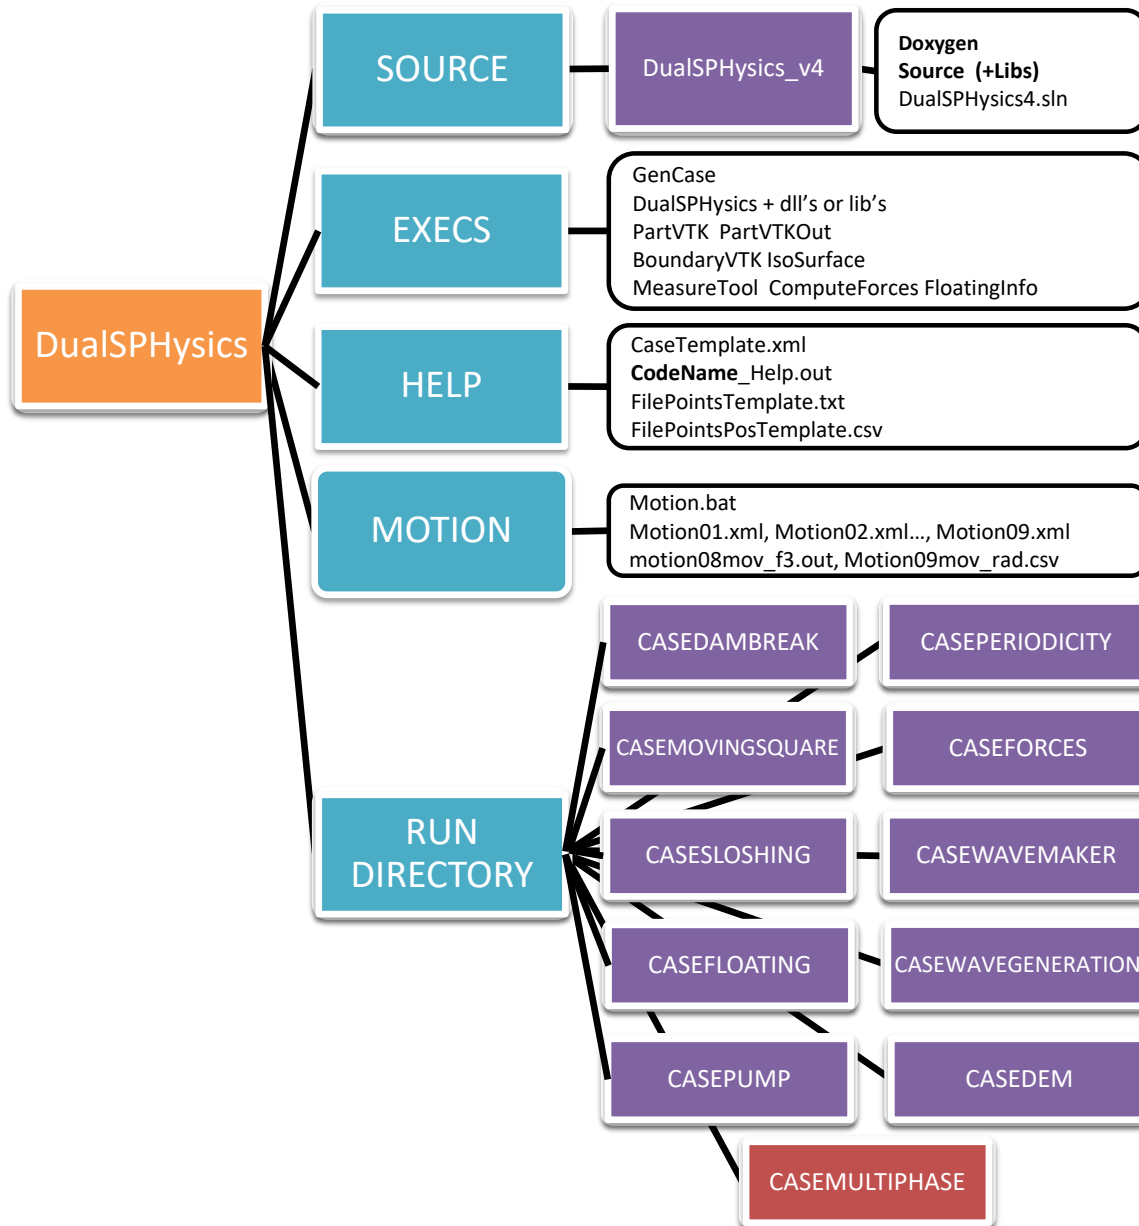 SOURCE
DualSPHysics_v4
Doxygen
Source (+Libs)
DualSPHysics4.sln
EXECS
GenCase
DualSPHysics + dll's or lib's
PartVTK PartVTKOut
BoundaryVTK IsoSurface
MeasureTool ComputeForces FloatingInfo
DualSPHysics
HELP
CaseTemplate.xml
CodeName_Help.out
FilePointsTemplate.txt
FilePointsPosTemplate.csv
MOTION
Motion.bat
Motion01.xml, Motion02.xml…, Motion09.xml
motion08mov_f3.out, Motion09mov_rad.csv
RUN
DIRECTORY
CASEDAMBREAK
CASEPERIODICITY
CASEMOVINGSQUARE
CASEFORCES
CASESLOSHING
CASEWAVEMAKER
CASEFLOATING
CASEWAVEGENERATION
CASEPUMP
CASEDEM
CASEMULTIPHASE